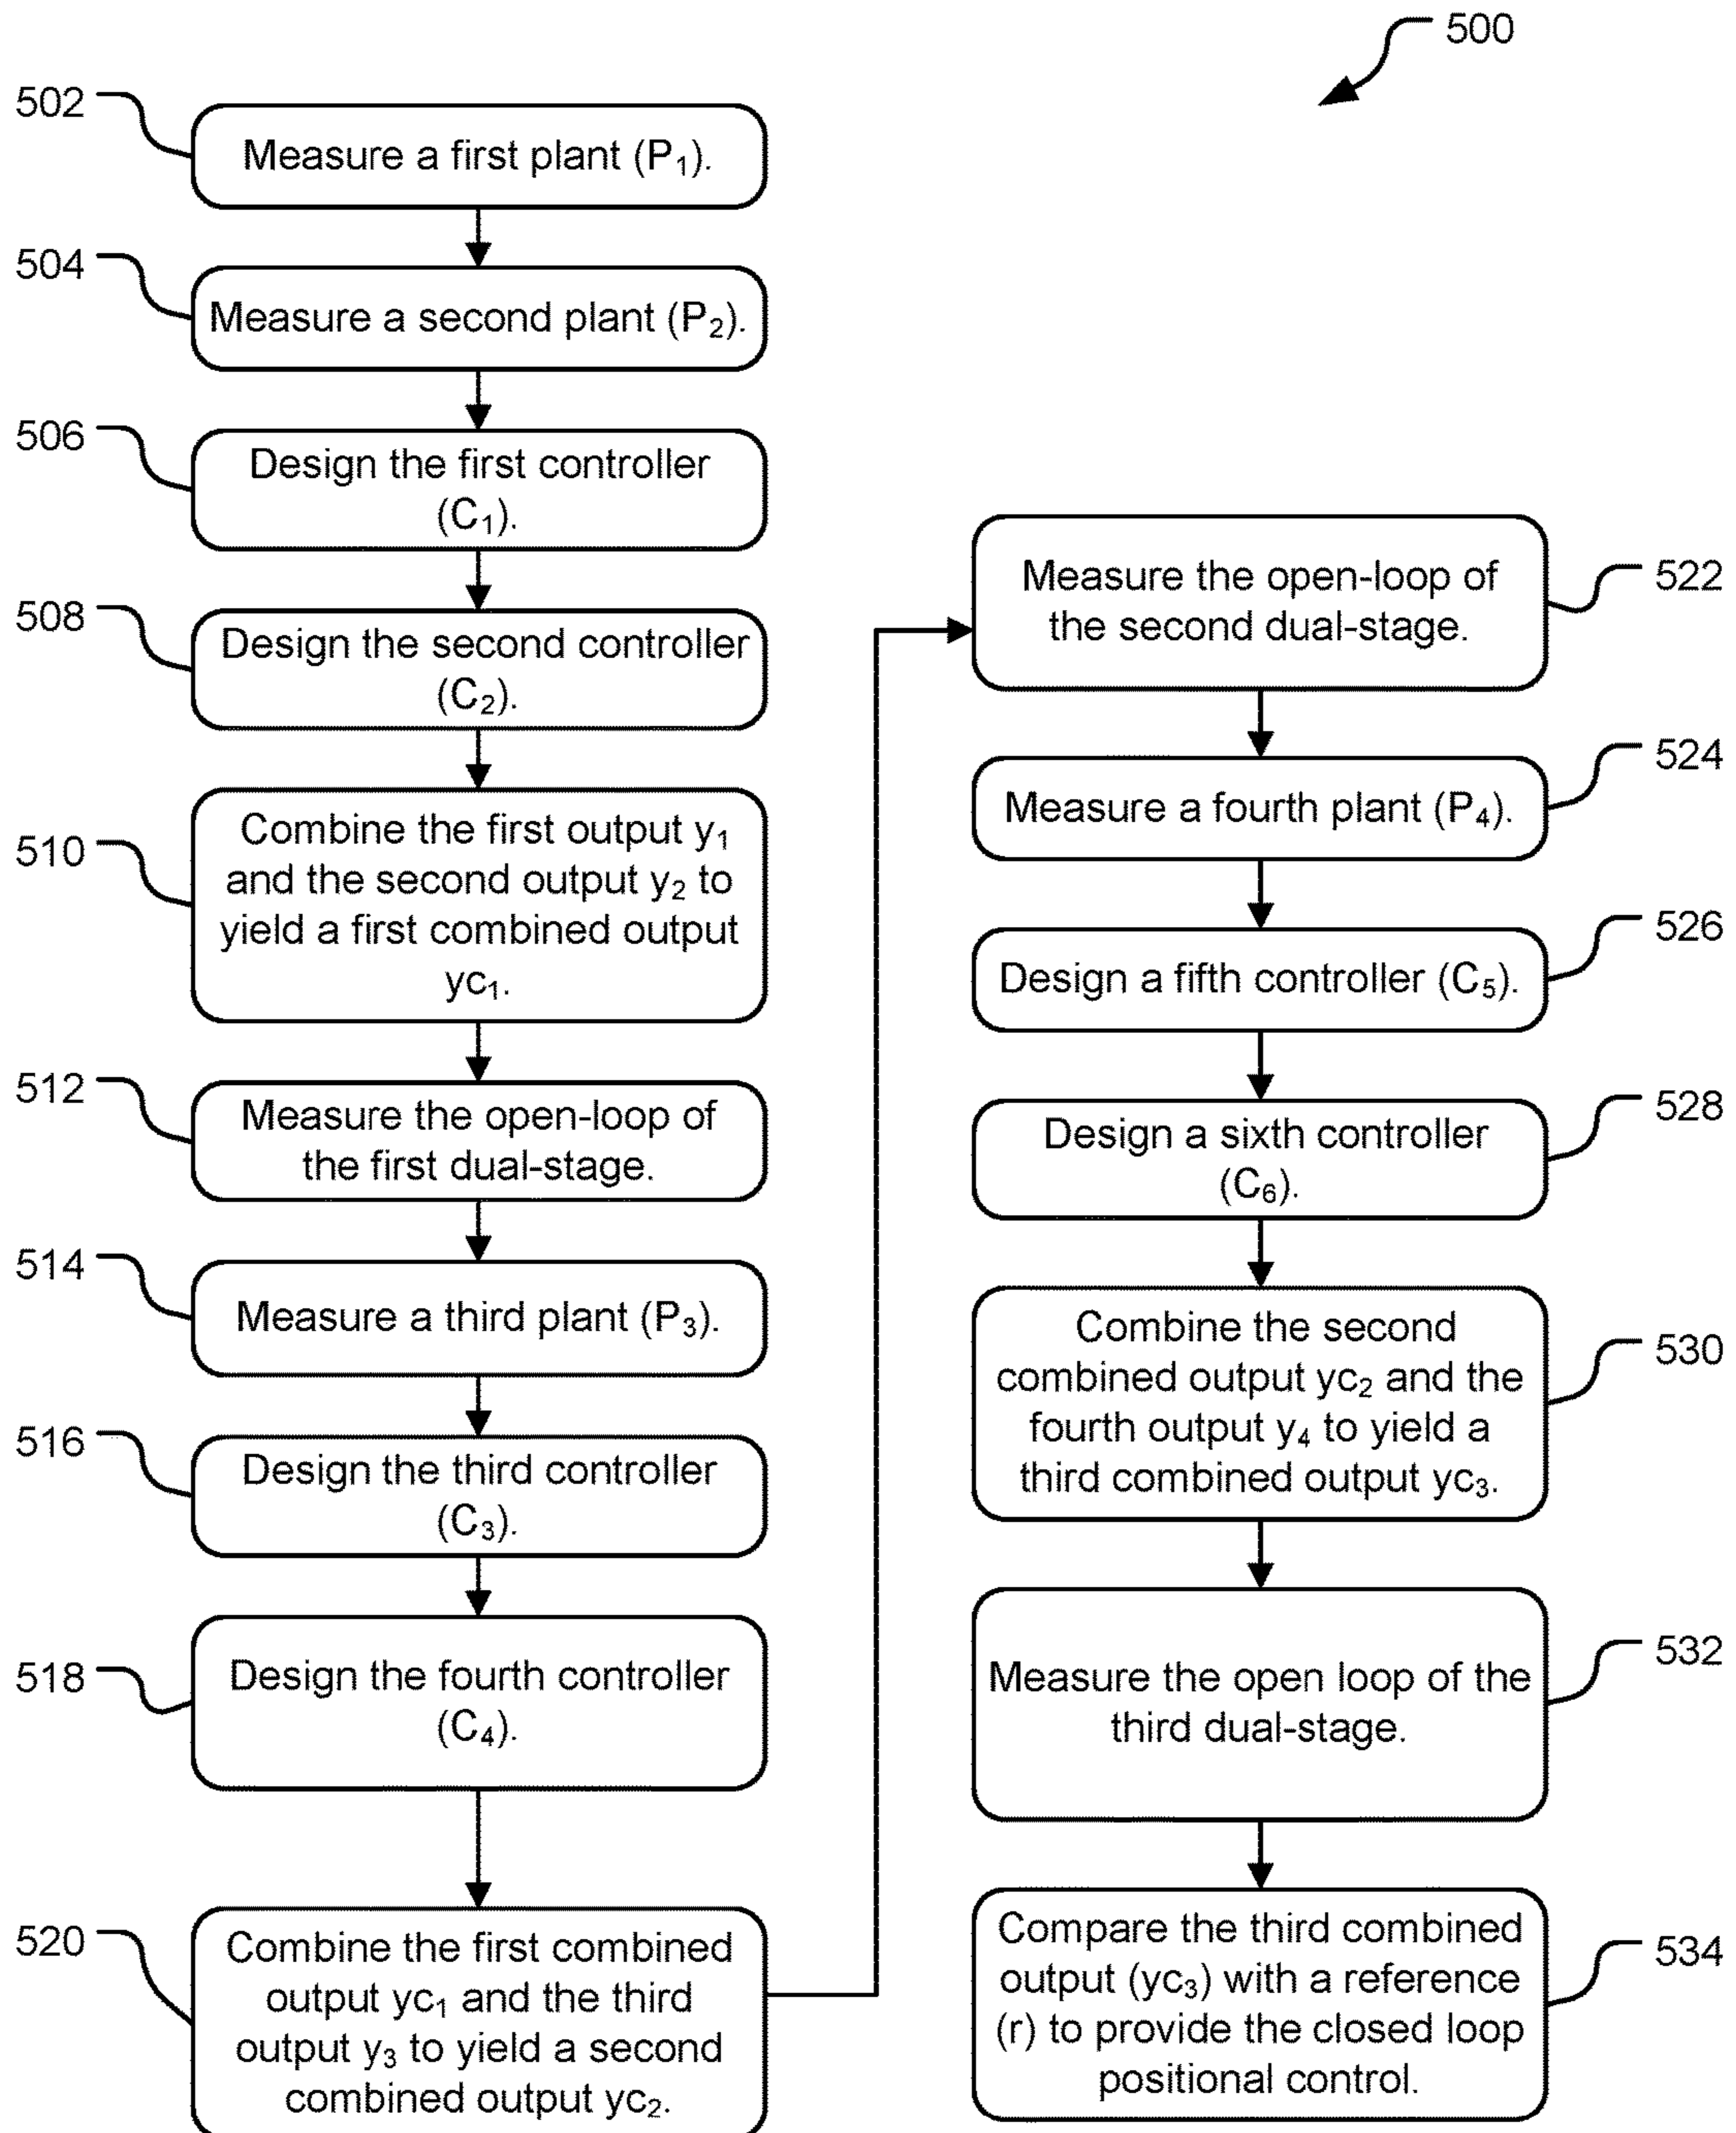 500
502
Measure a first plant (P₁).
504
Measure a second plant (P₂).
506
Design the first controller
(C₁).
508
Design the second controller
(C₂).
510
Combine the first output y₁
and the second output y₂ to
yield a first combined output
yc₁.
512
Measure the open-loop of
the first dual-stage.
514
Measure a third plant (P₃).
516
Design the third controller
(C₃).
518
Design the fourth controller
(C₄).
520
Combine the first combined
output yc₁ and the third
output y₃ to yield a second
combined output yc₂.
522
Measure the open-loop of
the second dual-stage.
524
Measure a fourth plant (P₄).
526
Design a fifth controller (C₅).
528
Design a sixth controller
(C₆).
530
Combine the second
combined output yc₂ and the
fourth output y₄ to yield a
third combined output yc₃.
532
Measure the open loop of the
third dual-stage.
534
Compare the third combined
output (yc₃) with a reference
(r) to provide the closed loop
positional control.